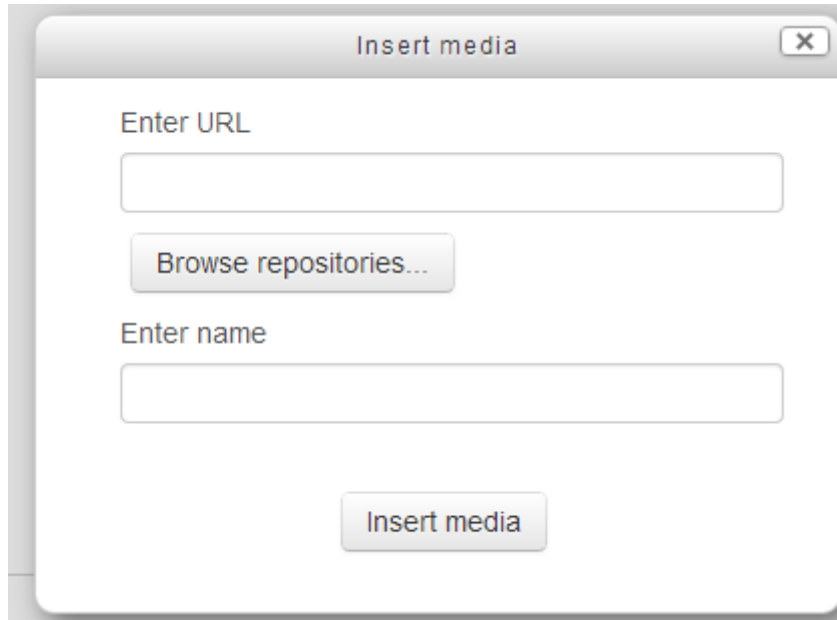 Insert media
Enter URL
Browse repositories...
Enter name
Insert media